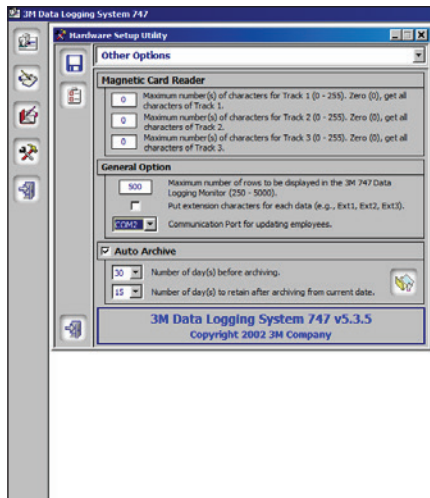 3M Data Logging System 747
Hardware Setup Utility
Other Options
Magnetic Card Reader
0 Maximum number(s) of characters for Track 1 (0 - 255). Zero (0), get all
characters of Track 1.
0 Maximum number(s) of characters for Track 2 (0 - 255). Zero (0), get all
characters of Track 2.
0 Maximum number(s) of characters for Track 3 (0 - 255). Zero (0), get all
characters of Track 3.
General Option
500 Maximum number of rows to be displayed in the 3M 747 Data
Logging Monitor (250 - 5000).
Put extension characters for each data (e.g., Ext1, Ext2, Ext3).
COM2 Communication Port for updating employees.
Auto Archive
30 Number of day(s) before archiving.
15 Number of day(s) to retain after archiving from current date.
3M Data Logging System 747 v5.3.5
Copyright 2002 3M Company